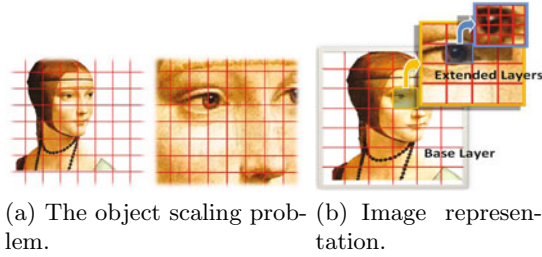 Extended Layers
Base Layer
(a) The object scaling prob-
lem.
(b) Image represen-
tation.